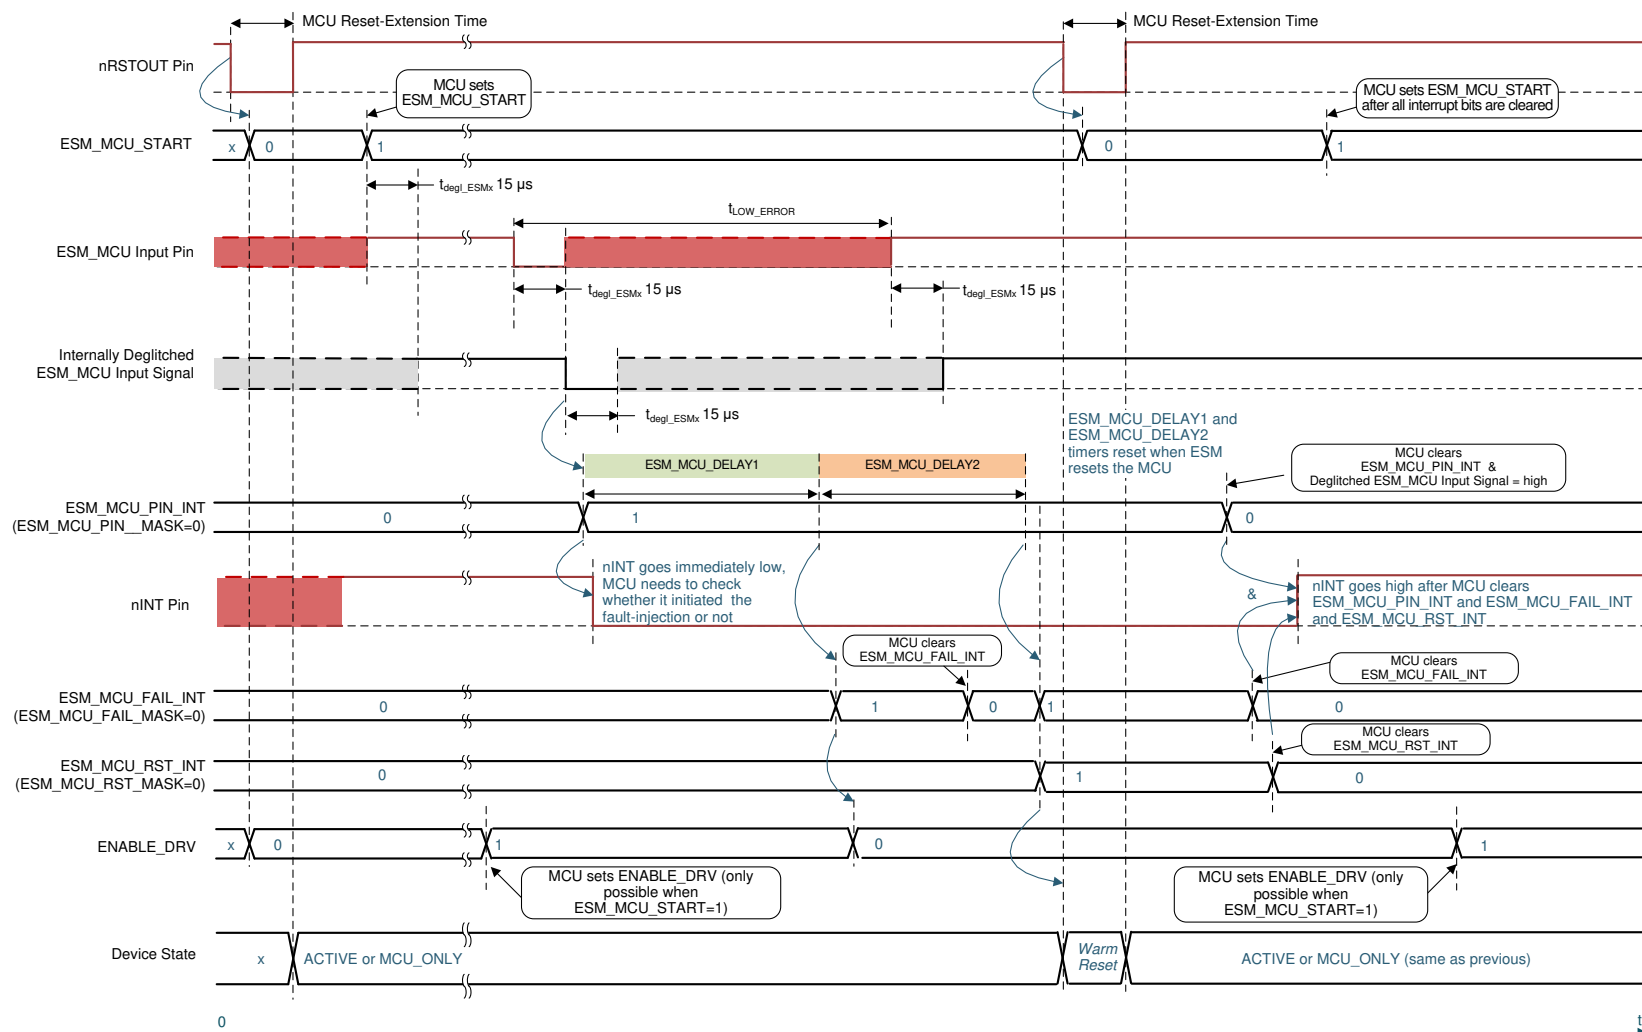 MCU Reset-Extension Time
MCU Reset-Extension Time
nRSTOUT Pin
MCU sets
ESM_MCU_START
MCU sets ESM_MCU_START
after all interrupt bits are cleared
ESM_MCU_START
x
0
1
0
1
tdegl_ESMx 15 µs
tLOW_ERROR
ESM_MCU Input Pin
tdegl_ESMx 15 µs
tdegl_ESMx 15 µs
Internally Deglitched
ESM_MCU Input Signal
tdegl_ESMx 15 µs
ESM_MCU_DELAY1 and
ESM_MCU_DELAY2
timers reset when ESM
resets the MCU
ESM_MCU_DELAY1
ESM_MCU_DELAY2
MCU clears
ESM_MCU_PIN_INT &
Deglitched ESM_MCU Input Signal = high
ESM_MCU_PIN_INT
(ESM_MCU_PIN__MASK=0)
0
1
0
nINT Pin
nINT goes immediately low,
MCU needs to check
whether it initiated the
fault-injection or not
&
nINT goes high after MCU clears
ESM_MCU_PIN_INT and ESM_MCU_FAIL_INT
and ESM_MCU_RST_INT
MCU clears
ESM_MCU_FAIL_INT
MCU clears
ESM_MCU_FAIL_INT
ESM_MCU_FAIL_INT
(ESM_MCU_FAIL_MASK=0)
0
1
0
1
0
MCU clears
ESM_MCU_RST_INT
ESM_MCU_RST_INT
(ESM_MCU_RST_MASK=0)
0
1
0
ENABLE_DRV
x
0
1
0
1
MCU sets ENABLE_DRV (only
possible when
ESM_MCU_START=1)
MCU sets ENABLE_DRV (only
possible when
ESM_MCU_START=1)
Device State
x
ACTIVE or MCU_ONLY
Warm
Reset
ACTIVE or MCU_ONLY (same as previous)
0
t